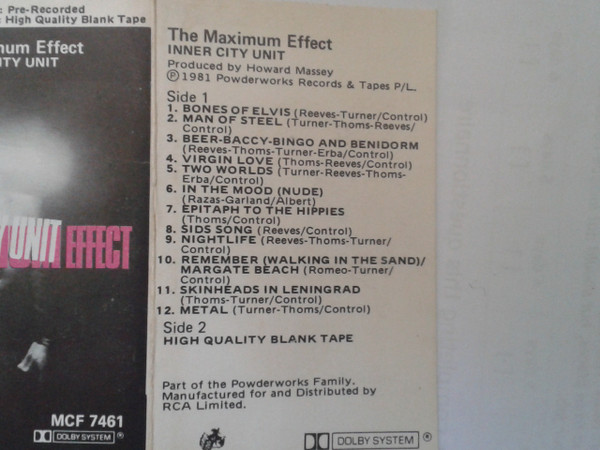 : Pre-Recorded
: High Quality Blank Tape
num Effect
ITY UNIT
UNIT EFFECT
MCF 7461
DOLBY SYSTEM ®
The Maximum Effect
INNER CITY UNIT
Produced by Howard Massey
Ⓟ1981 Powderworks Records & Tapes P/L.
Side 1
1. BONES OF ELVIS (Reeves-Turner/Control)
2. MAN OF STEEL (Turner-Thoms-Reeves/
Control)
3. BEER-BACCY-BINGO AND BENIDORM
(Reeves-Thoms-Turner-Erba/Control)
4. VIRGIN LOVE (Thoms-Reeves/Control)
5. TWO WORLDS (Turner-Reeves-Thoms-
Erba/Control)
6. IN THE MOOD (NUDE)
(Razas-Garland/Albert)
7. EPITAPH TO THE HIPPIES
(Thoms/Control)
8. SIDS SONG (Reeves/Control)
9. NIGHTLIFE (Reeves-Thoms-Turner/
Control)
10. REMEMBER (WALKING IN THE SAND)/
MARGATE BEACH (Romeo-Turner/
Control)
11. SKINHEADS IN LENINGRAD
(Thoms-Turner/Control)
12. METAL (Turner-Thoms/Control)
Side 2
HIGH QUALITY BLANK TAPE
Part of the Powderworks Family.
Manufactured for and Distributed by
RCA Limited.
DOLBY SYSTEM ®